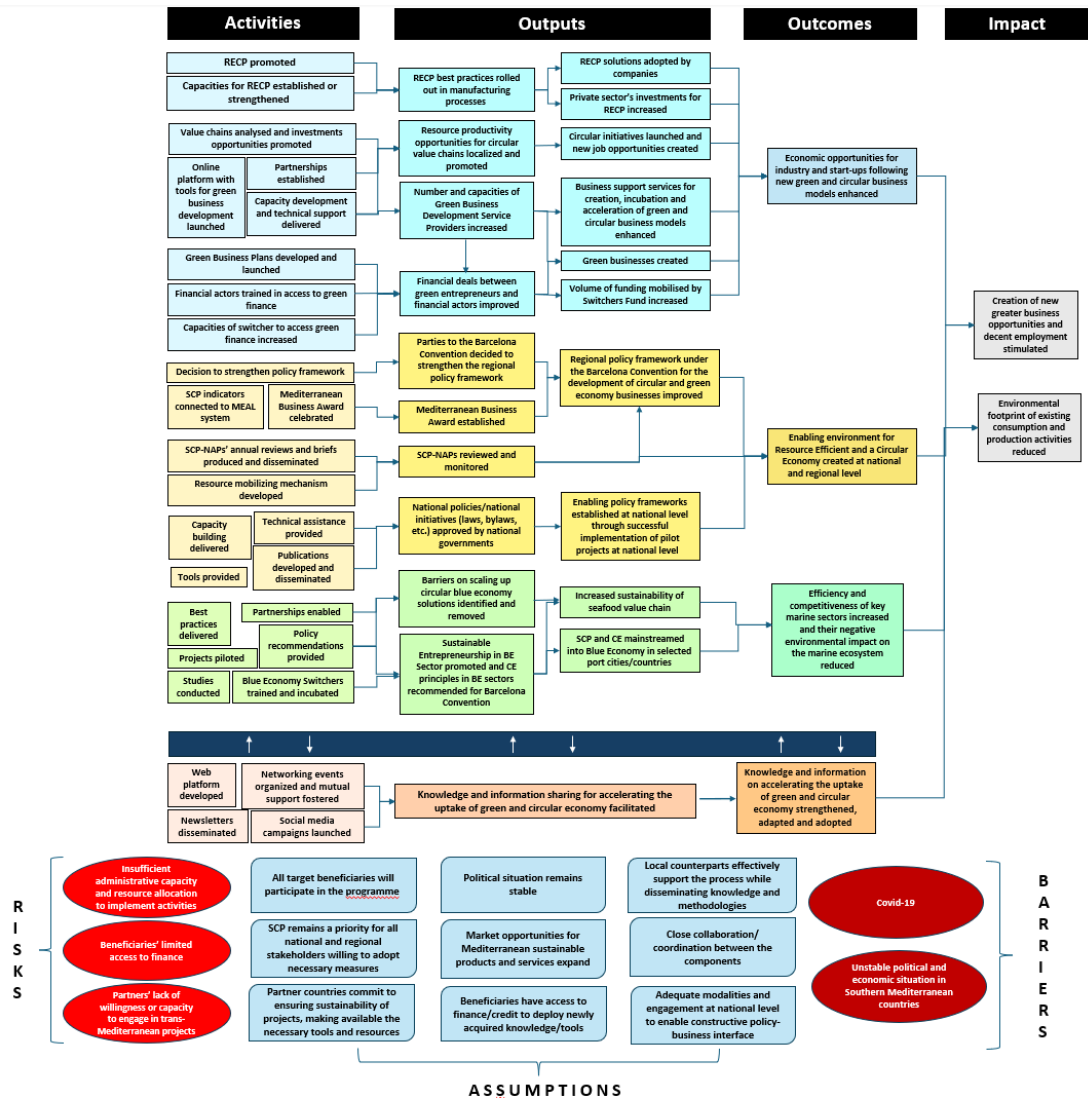 Activities
Outputs
Outcomes
Impact
RECP promoted
Capacities for RECP established or
strengthened
Value chains analysed and investments
opportunities promoted
Online
platform with
tools for green
business
development
launched
Partnerships
established
Capacity development
and technical support
delivered
Green Business Plans developed and
launched
Financial actors trained in access to green
finance
Capacities of switcher to access green
finance increased
Decision to strengthen policy framework
SCP indicators
connected to MEAL
system
Mediterranean
Business Award
celebrated
SCP-NAPs' annual reviews and briefs
produced and disseminated
Resource mobilizing mechanism
developed
Capacity
building
delivered
Technical assistance
provided
Tools provided
Publications
developed and
disseminated
Best
practices
delivered
Partnerships enabled
Policy
recommendations
provided
Projects piloted
Studies
conducted
Blue Economy Switchers
trained and incubated
RECP best practices rolled
out in manufacturing
processes
Resource productivity
opportunities for circular
value chains localized and
promoted
Number and capacities of
Green Business
Development Service
Providers increased
Financial deals between
green entrepreneurs and
financial actors improved
Parties to the Barcelona
Convention decided to
strengthen the regional
policy framework
Mediterranean Business
Award established
SCP-NAPs reviewed and
monitored
National policies/national
initiatives (laws, bylaws,
etc.) approved by national
governments
Barriers on scaling up
circular blue economy
solutions identified and
removed
Sustainable
Entrepreneurship in BE
Sector promoted and CE
principles in BE sectors
recommended for Barcelona
Convention
RECP solutions adopted by
companies
Private sector's investments for
RECP increased
Circular initiatives launched and
new job opportunities created
Business support services for
creation, incubation and
acceleration of green and
circular business models
enhanced
Green businesses created
Volume of funding mobilised by
Switchers Fund increased
Regional policy framework under
the Barcelona Convention for the
development of circular and green
economy businesses improved
Enabling policy frameworks
established at national level
through successful
implementation of pilot
projects at national level
Increased sustainability of
seafood value chain
SCP and CE mainstreamed
into Blue Economy in selected
port cities/countries
Economic opportunities for
industry and start-ups following
new green and circular business
models enhanced
Enabling environment for
Resource Efficient and a Circular
Economy created at national
and regional level
Efficiency and
competitiveness of key
marine sectors increased
and their negative
environmental impact on
the marine ecosystem
reduced
Creation of new
greater business
opportunities and
decent employment
stimulated
Environmental
footprint of existing
consumption and
production activities
reduced
Web
platform
developed
Networking events
organized and mutual
support fostered
Newsletters
disseminated
Social media
campaigns launched
Knowledge and information sharing for accelerating the
uptake of green and circular economy facilitated
Knowledge and information
on accelerating the uptake
of green and circular
economy strengthened,
adapted and adopted
RISKS
Insufficient
administrative capacity
and resource allocation
to implement activities
Beneficiaries' limited
access to finance
Partners' lack of
willingness or capacity
to engage in trans-
Mediterranean projects
All target beneficiaries will
participate in the programme
SCP remains a priority for all
national and regional
stakeholders willing to adopt
necessary measures
Partner countries commit to
ensuring sustainability of
projects, making available the
necessary tools and resources
Political situation remains
stable
Market opportunities for
Mediterranean sustainable
products and services expand
Beneficiaries have access to
finance/credit to deploy newly
acquired knowledge/tools
Local counterparts effectively
support the process while
disseminating knowledge and
methodologies
Close collaboration/
coordination between the
components
Adequate modalities and
engagement at national level
to enable constructive policy-
business interface
Covid-19
Unstable political and
economic situation in
Southern Mediterranean
countries
BARRIERS
ASSUMPTIONS